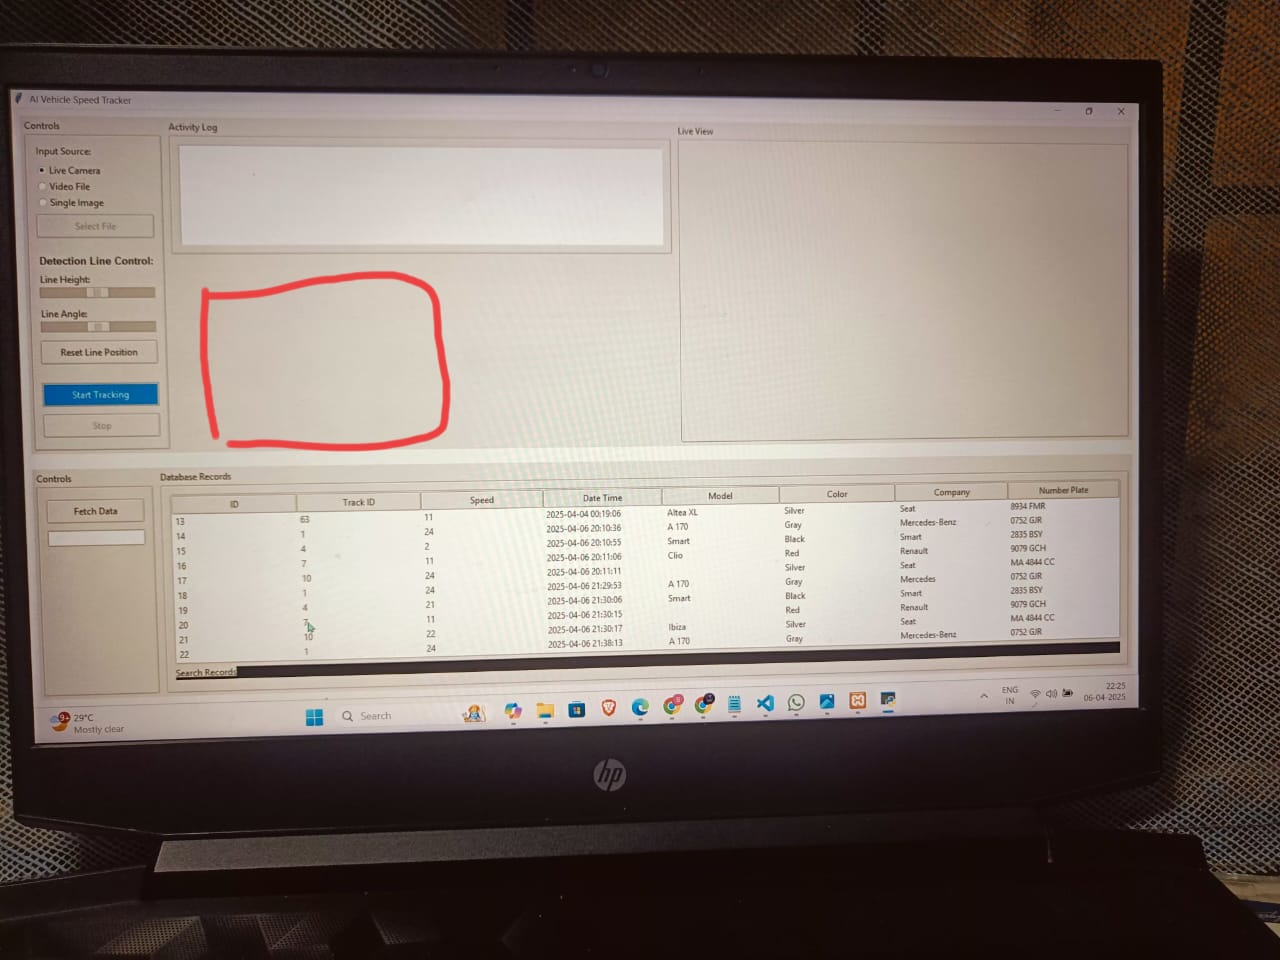 AI Vehicle Speed Tracker
Controls
Activity Log
Live View
Input Source:
Live Camera
Video File
Single Image
Select File
Detection Line Control:
Line Height:
Line Angle:
Reset Line Position
Start Tracking
Stop
Controls
Database Records
Fetch Data
ID Track ID Speed Date Time Model Color Company Number Plate
13 63 11 2025-04-04 00:19:06 Altea XL Silver Seat 8934 FMR
14 1 24 2025-04-06 20:10:36 A 170 Gray Mercedes-Benz 0752 GJR
15 4 2 2025-04-06 20:10:55 Smart Black Smart 2835 BSY
16 7 11 2025-04-06 20:11:06 Clio Red Renault 9079 GCH
17 10 24 2025-04-06 20:11:11 Silver Seat MA 4844 CC
18 1 24 2025-04-06 21:29:53 A 170 Gray Mercedes 0752 GJR
19 4 21 2025-04-06 21:30:06 Smart Black Smart 2835 BSY
20 7 11 2025-04-06 21:30:15 Red Renault 9079 GCH
21 10 22 2025-04-06 21:30:17 Ibiza Silver Seat MA 4844 CC
22 1 24 2025-04-06 21:38:13 A 170 Gray Mercedes-Benz 0752 GJR
Search Records
9+ 29°C
Mostly clear
Search
ENG
IN
22:25
06-04-2025
hp